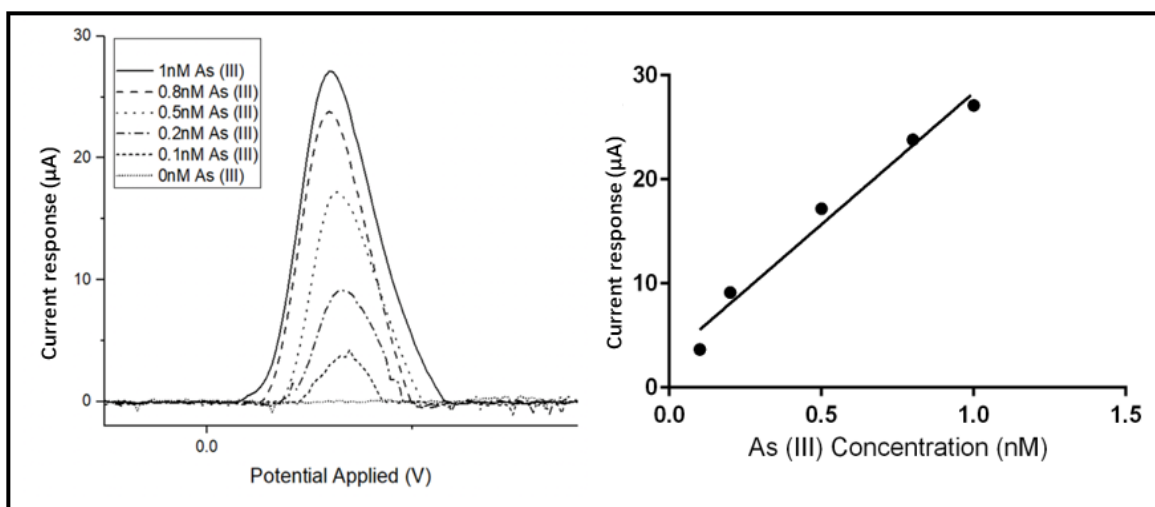 30
20
10
0
Current response (µA)
1nM As (III)
0.8nM As (III)
0.5nM As (III)
0.2nM As (III)
0.1nM As (III)
0nM As (III)
0.0
Potential Applied (V)
30
20
10
0
Current response (µA)
0.0 0.5 1.0 1.5
As (III) Concentration (nM)